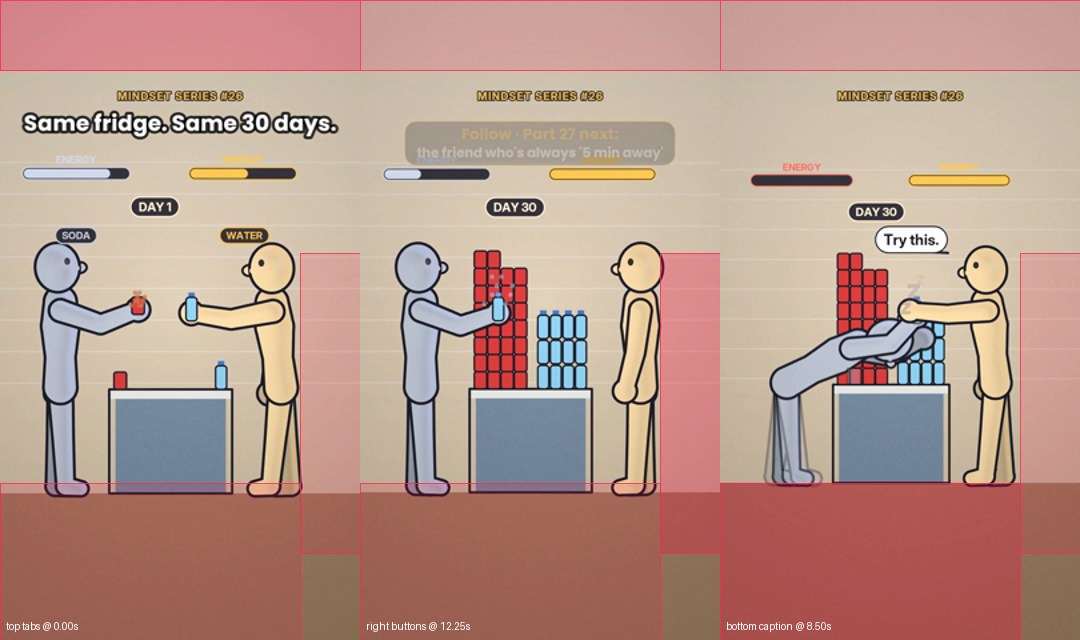 MINDSET SERIES #26
Same fridge. Same 30 days.
ENERGY
DAY 1
SODA
WATER
top tabs @ 0.00s
MINDSET SERIES #26
Follow · Part 27 next:
the friend who's always '5 min away'
DAY 30
right buttons @ 12.25s
MINDSET SERIES #26
ENERGY
DAY 30
Try this.
Z
bottom caption @ 8.50s